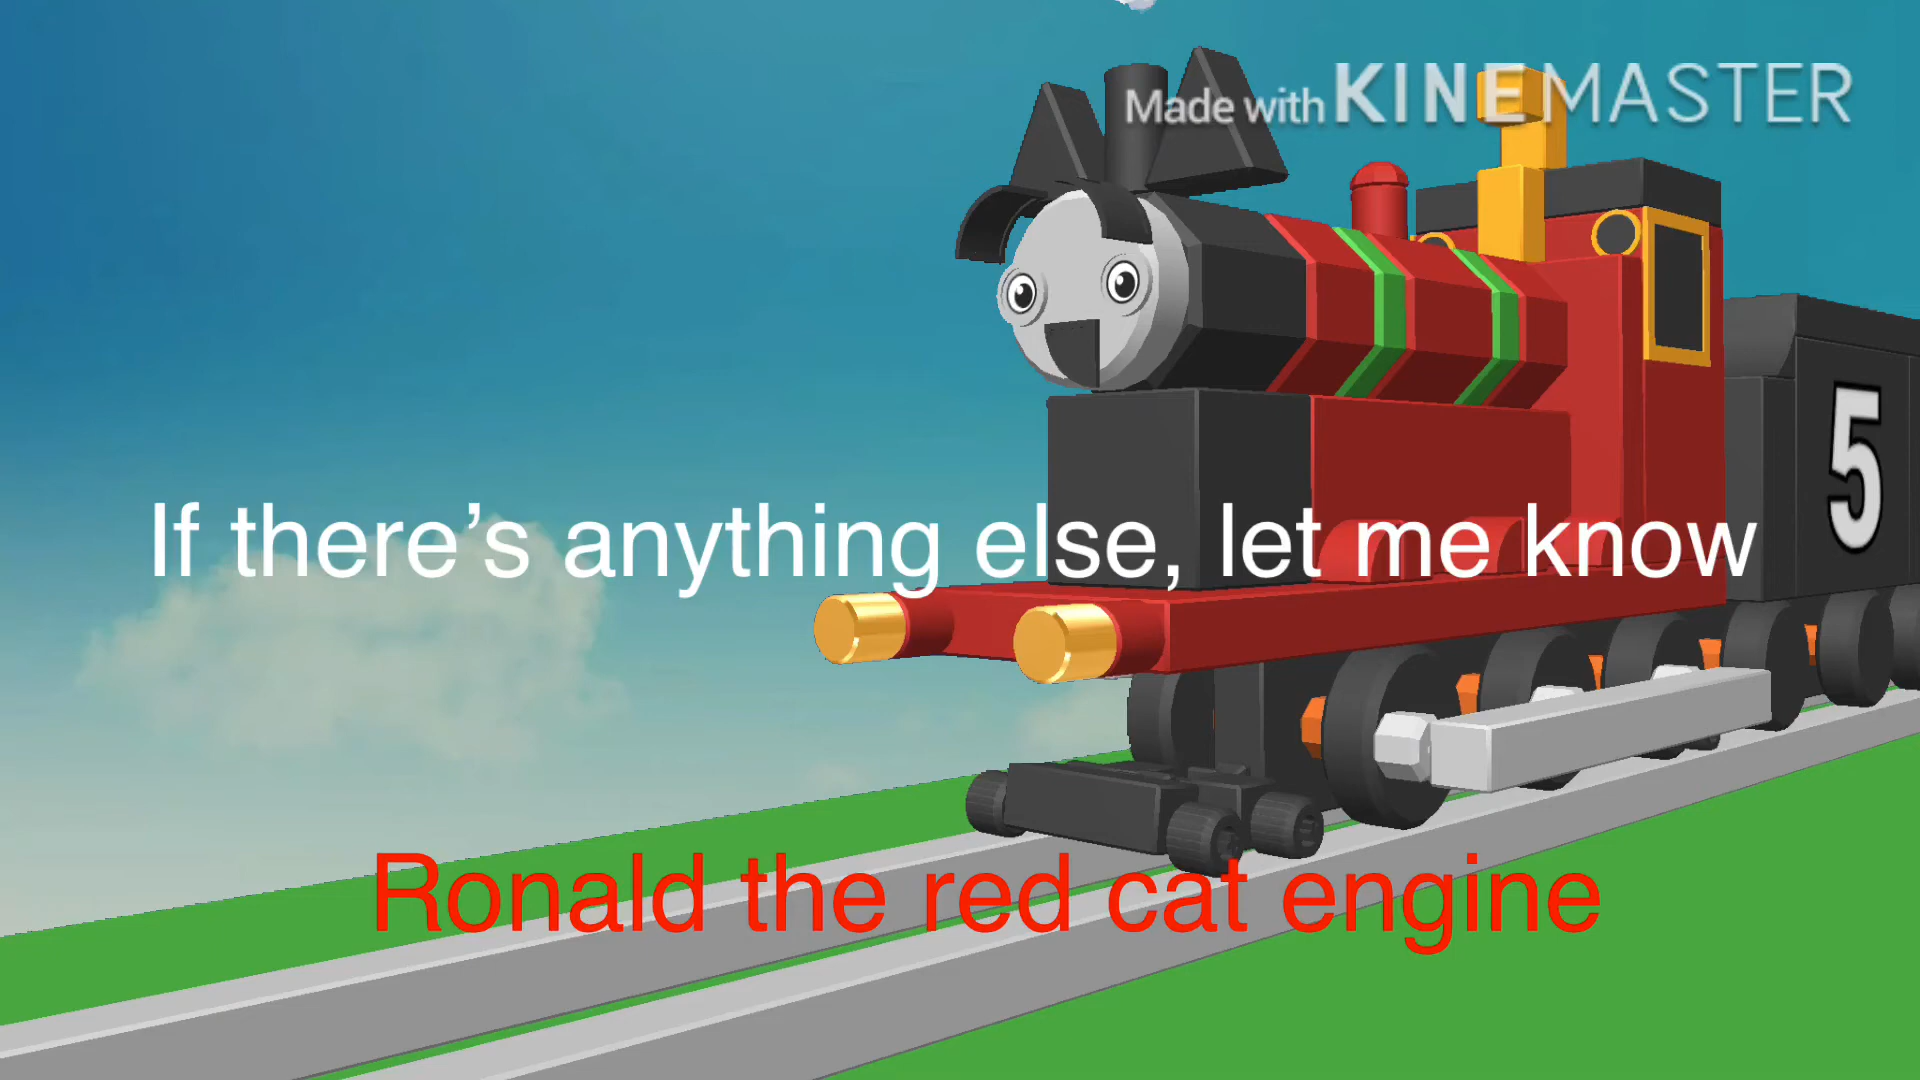 Made with KINEMASTER
5
If there’s anything else, let me know
Ronald the red cat engine